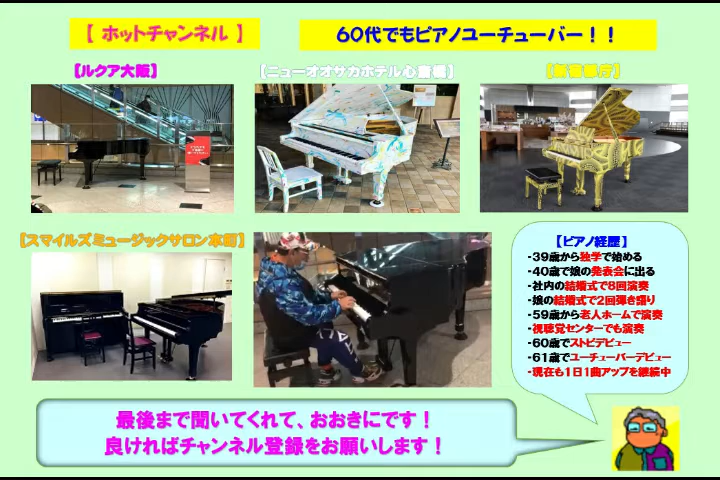 【 ホットチャンネル 】
60代でもピアノユーチューバー！！
【ルクア大阪】
【ニューオオサカホテル心斎橋】
【新宿都庁】
【スマイルズミュージックサロン本町】
【ピアノ経歴】
・39歳から独学で始める
・40歳で娘の発表会に出る
・社内の結婚式で8回演奏
・娘の結婚式で2回弾き語り
・59歳から老人ホームで演奏
・視聴覚センターでも演奏
・60歳でストピデビュー
・61歳でユーチューバーデビュー
・現在も1日1曲アップを継続中
最後まで聞いてくれて、おおきにです！
良ければチャンネル登録をお願いします！